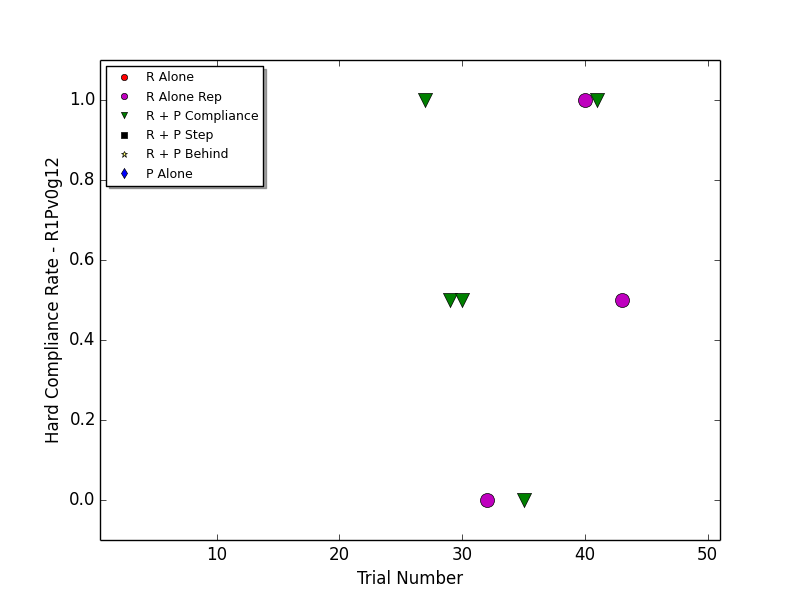 R Alone
R Alone Rep
R + P Compliance
R + P Step
R + P Behind
P Alone
Hard Compliance Rate - R1Pv0g12
1.0
0.8
0.6
0.4
0.2
0.0
10 20 30 40 50
Trial Number